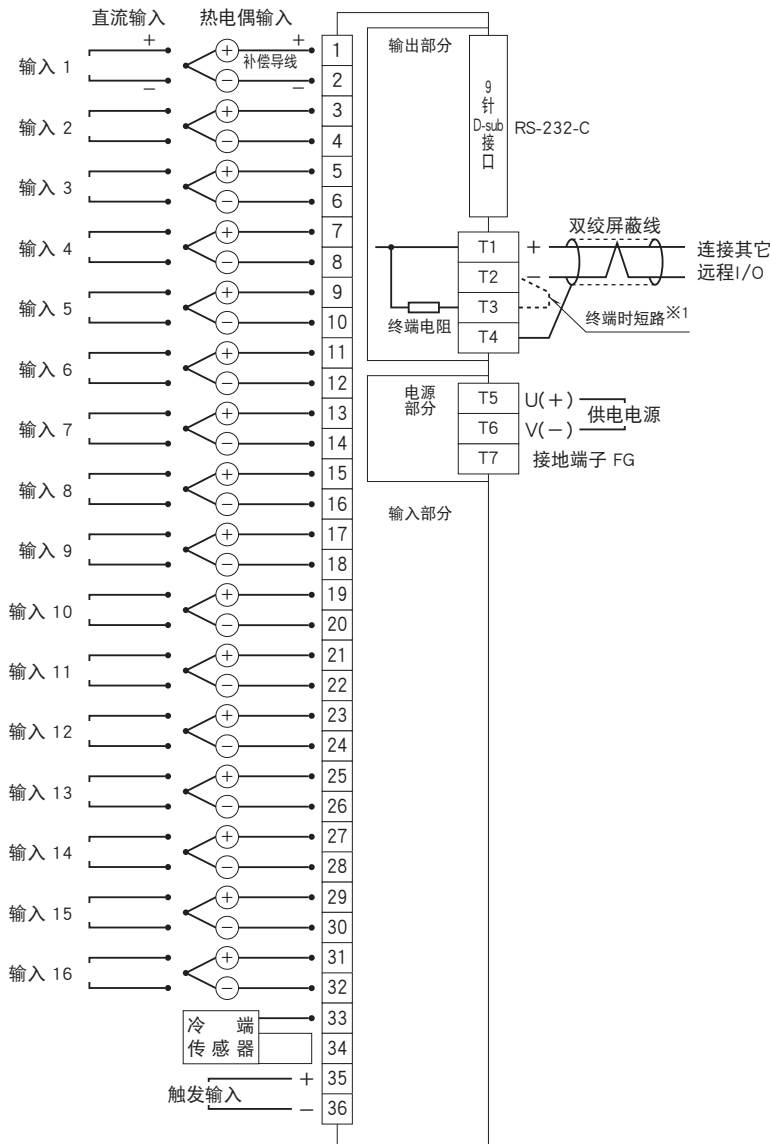 直流输入 热电偶输入
输入 1 + − + + 补偿导线 − − 1 2
输入 2 + − 3 4
输入 3 + − 5 6
输入 4 + − 7 8
输入 5 + − 9 10
输入 6 + − 11 12
输入 7 + − 13 14
输入 8 + − 15 16
输入 9 + − 17 18
输入 10 + − 19 20
输入 11 + − 21 22
输入 12 + − 23 24
输入 13 + − 25 26
输入 14 + − 27 28
输入 15 + − 29 30
输入 16 + − 31 32
冷 端 33
传感器 34
触发输入 + 35
− 36
输出部分
9
针
D-sub
接
口
RS-232-C
双绞屏蔽线
T1 + 连接其它
T2 − 远程I/O
T3
T4
终端电阻
终端时短路※1
电源
部分
T5 U(+)
T6 V(−)
供电电源
T7 接地端子 FG
输入部分